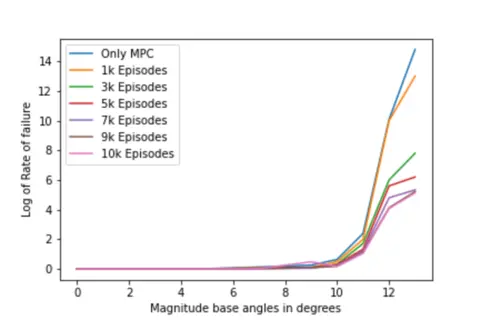 Only MPC
1k Episodes
3k Episodes
5k Episodes
7k Episodes
9k Episodes
10k Episodes
Log of Rate of failure
14
12
10
8
6
4
2
0
0 2 4 6 8 10 12
Magnitude base angles in degrees